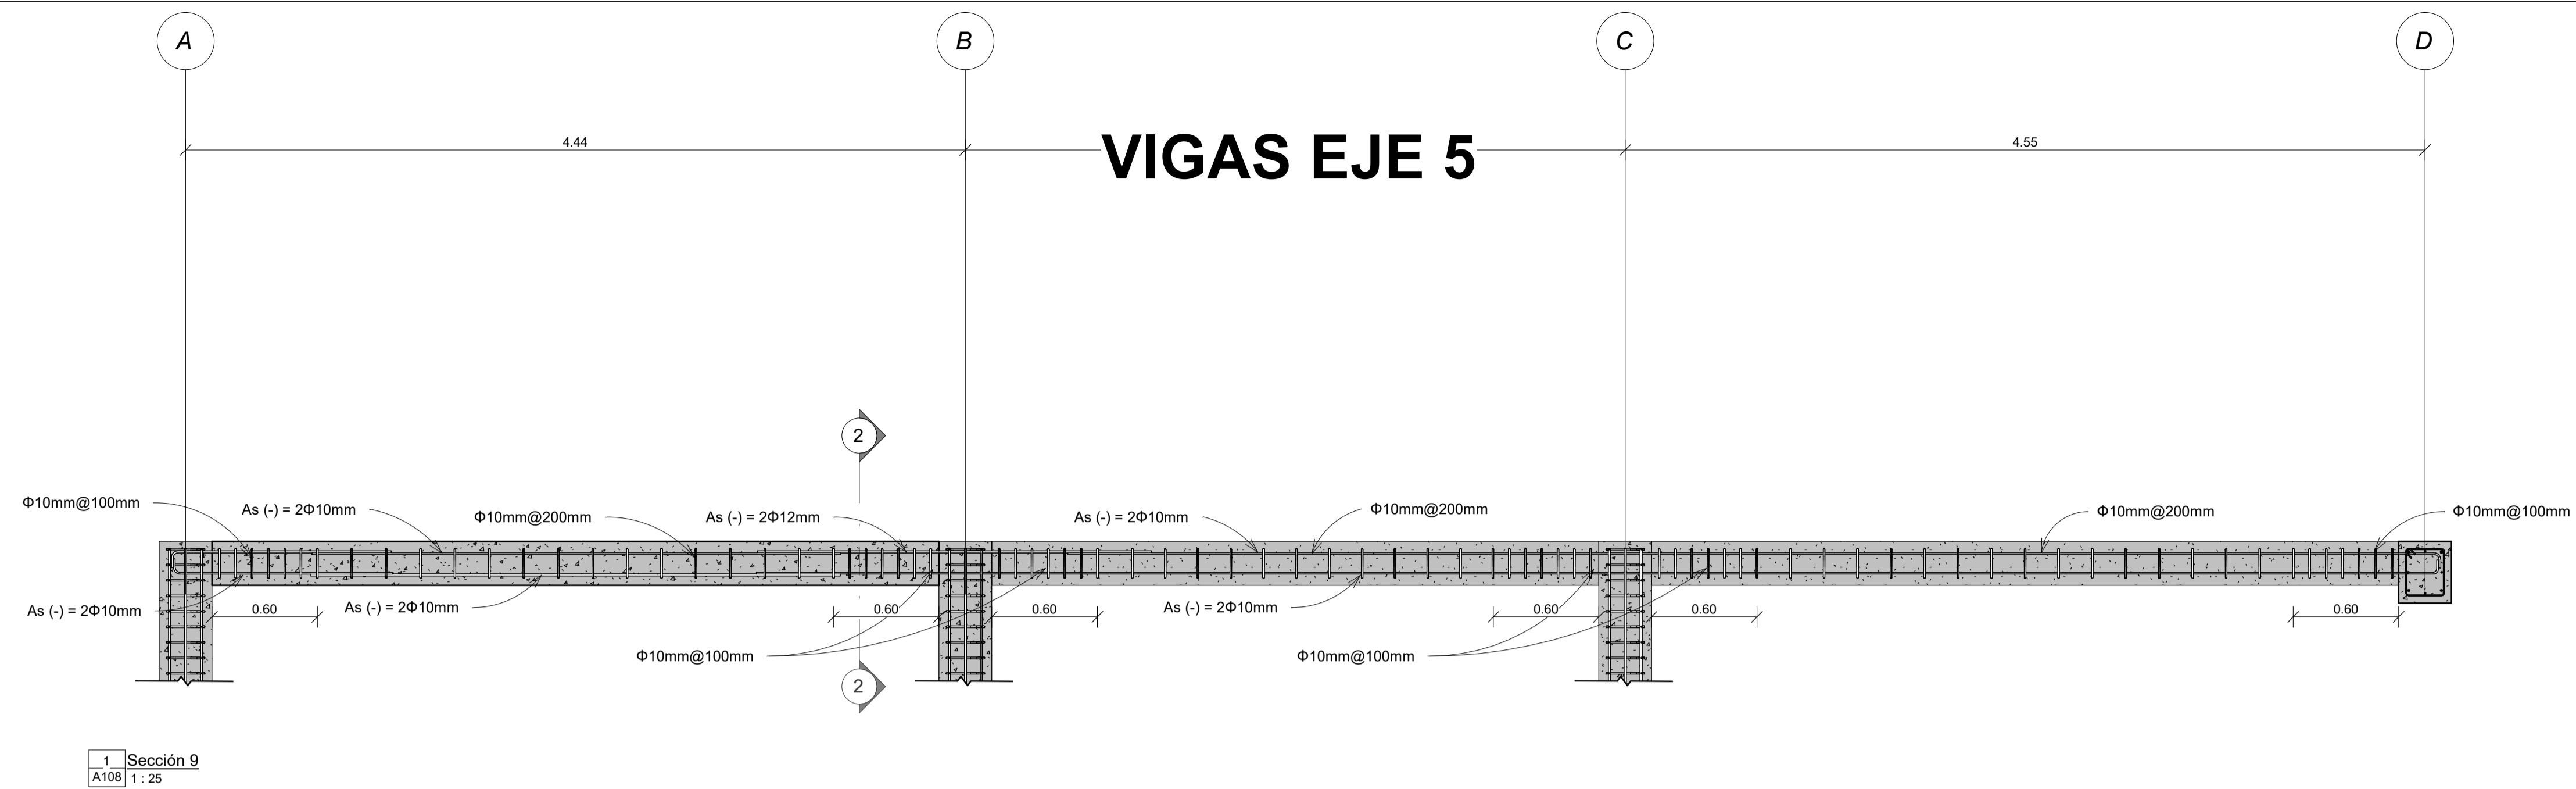 A
B
C
D
4.44
VIGAS EJE 5
4.55
2
Φ10mm@100mm
As (-) = 2Φ10mm
Φ10mm@200mm
As (-) = 2Φ12mm
As (-) = 2Φ10mm
Φ10mm@200mm
Φ10mm@200mm
Φ10mm@100mm
As (-) = 2Φ10mm
0.60
As (-) = 2Φ10mm
0.60
0.60
As (-) = 2Φ10mm
0.60
0.60
0.60
Φ10mm@100mm
Φ10mm@100mm
2
1
Sección 9
A108
1 : 25